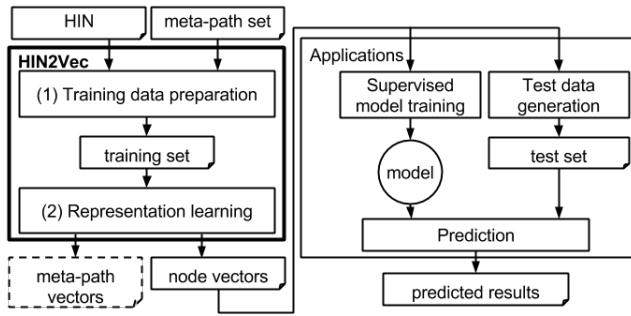 HIN
meta-path set
HIN2Vec
(1) Training data preparation
training set
(2) Representation learning
meta-path
vectors
node vectors
Applications
Supervised
model training
Test data
generation
model
test set
Prediction
predicted results